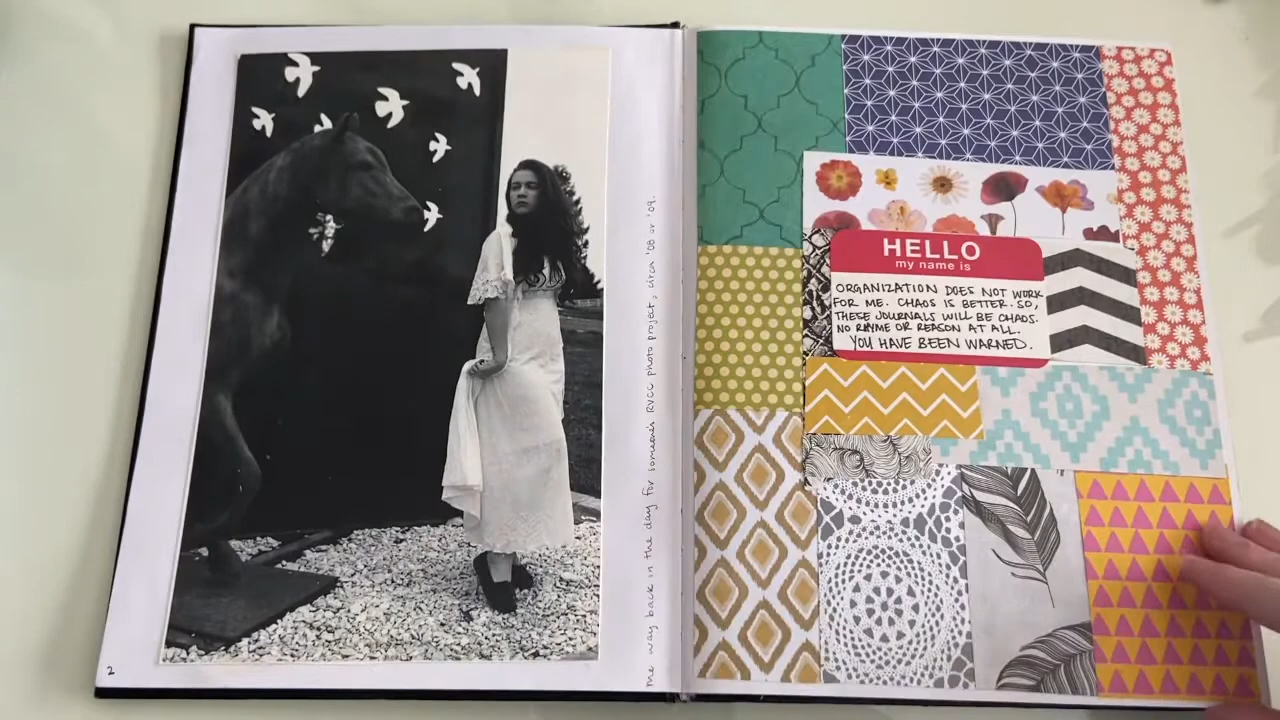 me way back in the day for someone's RVCC photo project, circa '08 or '09.
2
HELLO
my name is
ORGANIZATION DOES NOT WORK
FOR ME. CHAOS IS BETTER. SO,
THESE JOURNALS WILL BE CHAOS.
NO RHYME OR REASON AT ALL.
YOU HAVE BEEN WARNED.